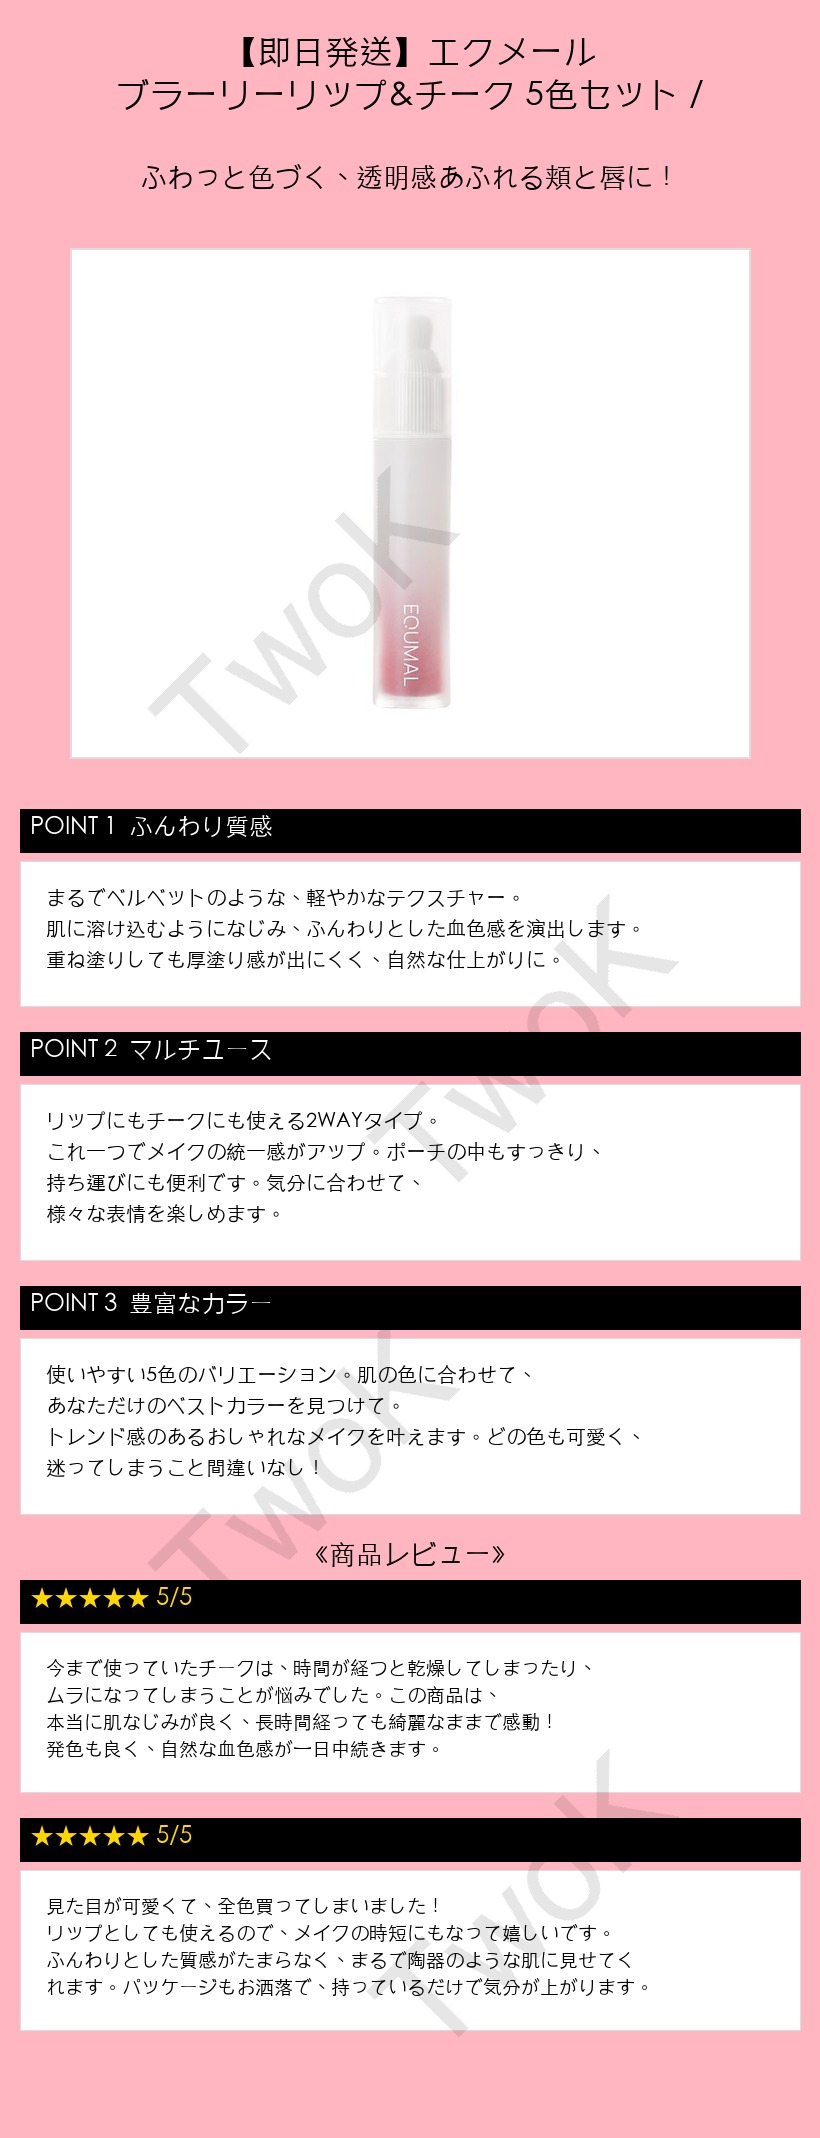 【即日発送】エクメール
ブラーリーリップ&チーク 5色セット /
ふわっと色づく、透明感あふれる頬と唇に！
EQUMAL
TwoK
POINT 1 ふんわり質感
まるでベルベットのような、軽やかなテクスチャー。
肌に溶け込むようになじみ、ふんわりとした血色感を演出します。
重ね塗りしても厚塗り感が出にくく、自然な仕上がりに。
TwoK
POINT 2 マルチユース
リップにもチークにも使える2WAYタイプ。
これ一つでメイクの統一感がアップ。ポーチの中もすっきり、
持ち運びにも便利です。気分に合わせて、
様々な表情を楽しめます。
POINT 3 豊富なカラー
使いやすい5色のバリエーション。肌の色に合わせて、
あなただけのベストカラーを見つけて。
トレンド感のあるおしゃれなメイクを叶えます。どの色も可愛く、
迷ってしまうこと間違いなし！
TwoK
《商品レビュー》
★★★★★ 5/5
今まで使っていたチークは、時間が経つと乾燥してしまったり、
ムラになってしまうことが悩みでした。この商品は、
本当に肌なじみが良く、長時間経っても綺麗なままで感動！
発色も良く、自然な血色感が一日中続きます。
★★★★★ 5/5
見た目が可愛くて、全色買ってしまいました！
リップとしても使えるので、メイクの時短にもなって嬉しいです。
ふんわりとした質感がたまらなく、まるで陶器のような肌に見せてく
れます。パッケージもお洒落で、持っているだけで気分が上がります。
TwoK